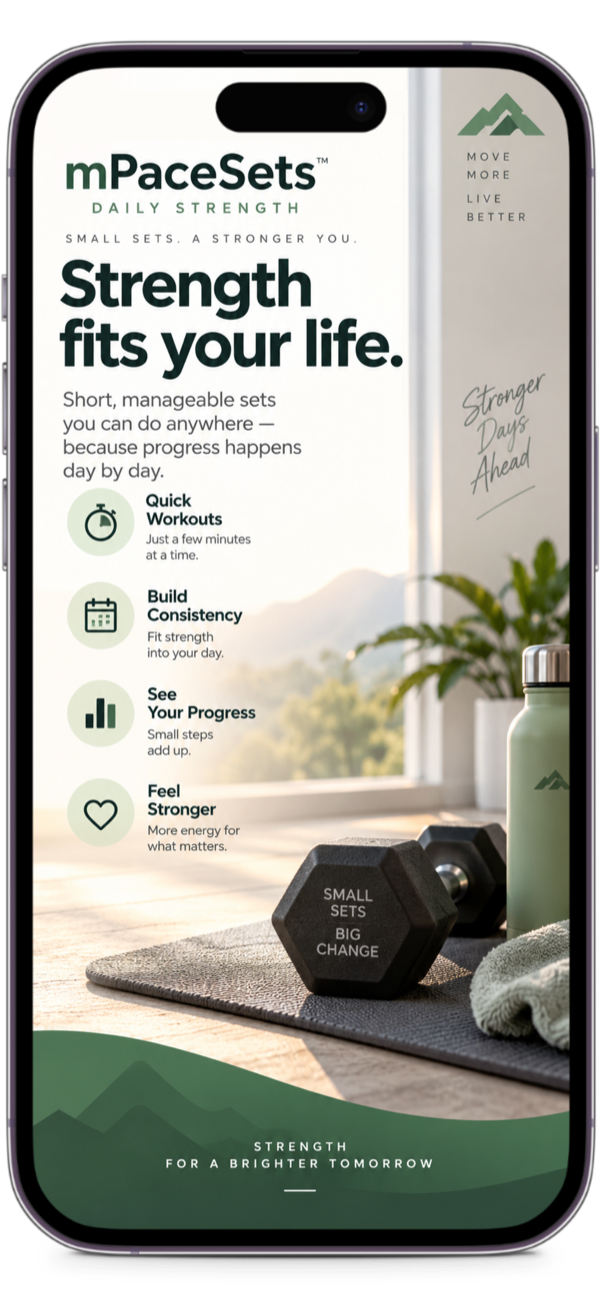 mPaceSets™
DAILY STRENGTH
SMALL SETS. A STRONGER YOU.
Strength
fits your life.
Short, manageable sets
you can do anywhere —
because progress happens
day by day.
Quick
Workouts
Just a few minutes
at a time.
Build
Consistency
Fit strength
into your day.
See
Your Progress
Small steps
add up.
Feel
Stronger
More energy for
what matters.
MOVE
MORE
LIVE
BETTER
Stronger
Days
Ahead
SMALL
SETS
BIG
CHANGE
STRENGTH
FOR A BRIGHTER TOMORROW